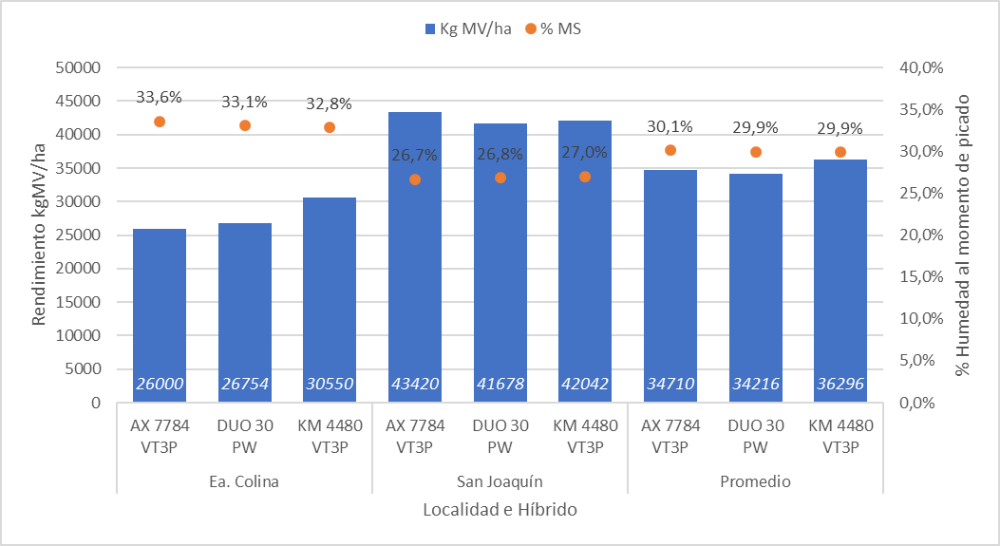 Kg MV/ha % MS
50000
45000
40000
35000
30000
25000
20000
15000
10000
5000
0
Rendimiento kgMV/ha
40,0%
35,0%
30,0%
25,0%
20,0%
15,0%
10,0%
5,0%
0,0%
% Humedad al momento de picado
33,6% 33,1% 32,8% 26,7% 26,8% 27,0% 30,1% 29,9% 29,9%
26000 26754 30550 43420 41678 42042 34710 34216 36296
AX 7784 DUO 30 KM 4480 AX 7784 DUO 30 KM 4480 AX 7784 DUO 30 KM 4480
VT3P PW VT3P VT3P PW VT3P VT3P PW VT3P
Ea. Colina San Joaquín Promedio
Localidad e Híbrido